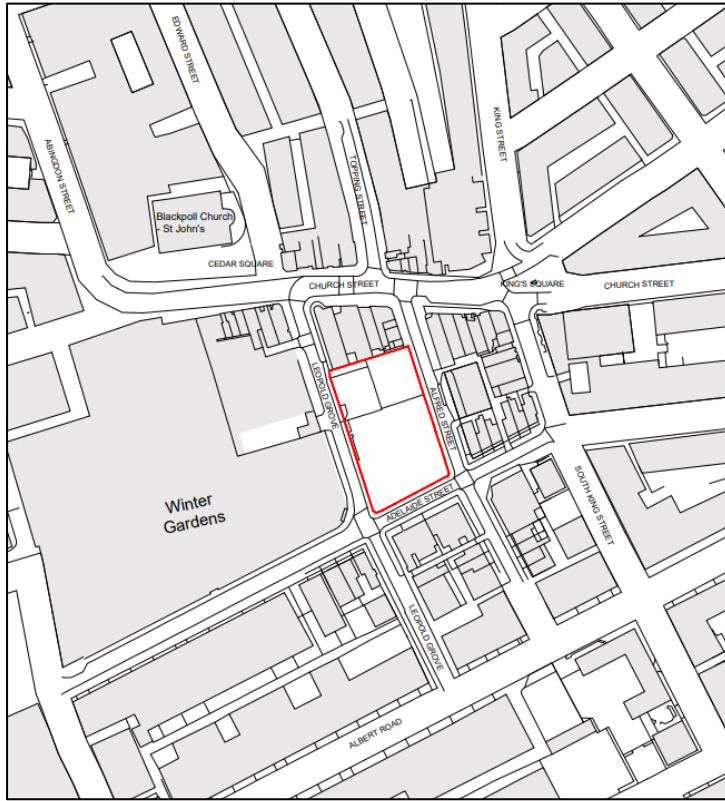 EDWARD STREET
KING STREET
ABINGDON STREET
TOPPING STREET
Blackpoll Church
- St John's
CEDAR SQUARE
CHURCH STREET
KING'S SQUARE
CHURCH STREET
LEOPOLD GROVE
ALFRED STREET
Winter
Gardens
ADELAIDE STREET
SOUTH KING STREET
LEOPOLD GROVE
ALBERT ROAD